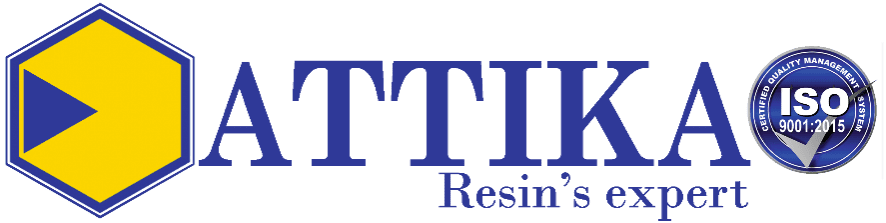 ATTIKA
Resin's expert
CERTIFIED QUALITY MANAGEMENT SYSTEM
ISO
9001:2015